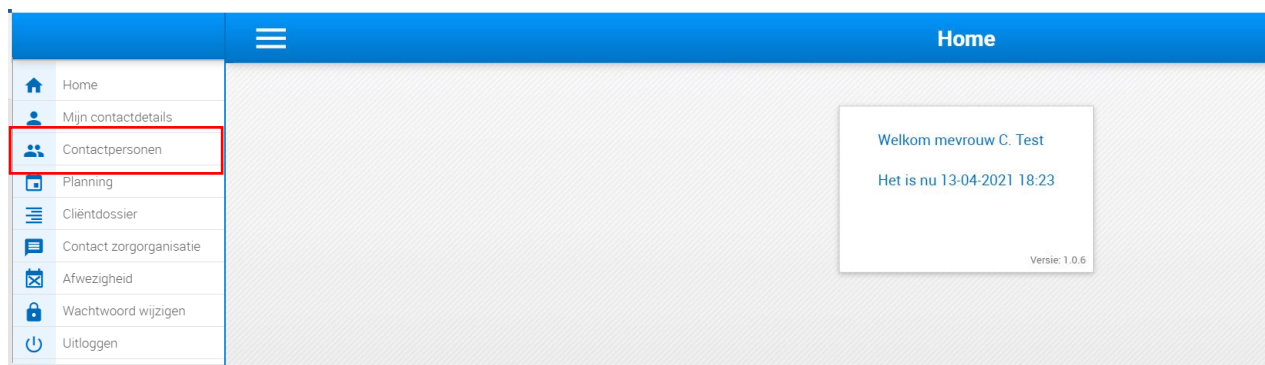 Home
Home
Mijn contactdetails
Contactpersonen
Planning
Cliëntdossier
Contact zorgorganisatie
Afwezigheid
Wachtwoord wijzigen
Uitloggen
Welkom mevrouw C. Test
Het is nu 13-04-2021 18:23
Versie: 1.0.6